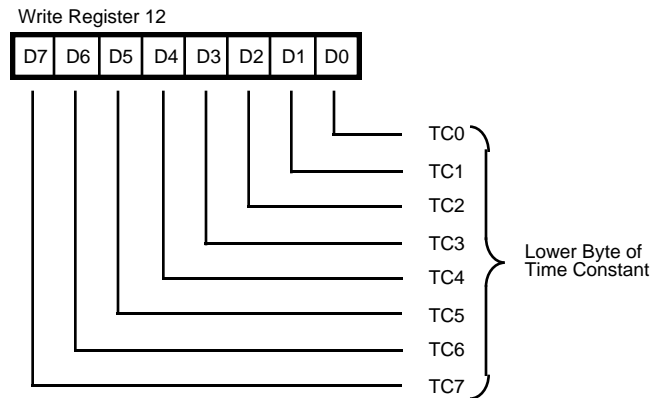 Write Register 12
D7 D6 D5 D4 D3 D2 D1 D0
TC0
TC1
TC2
TC3
Lower Byte of
Time Constant
TC4
TC5
TC6
TC7